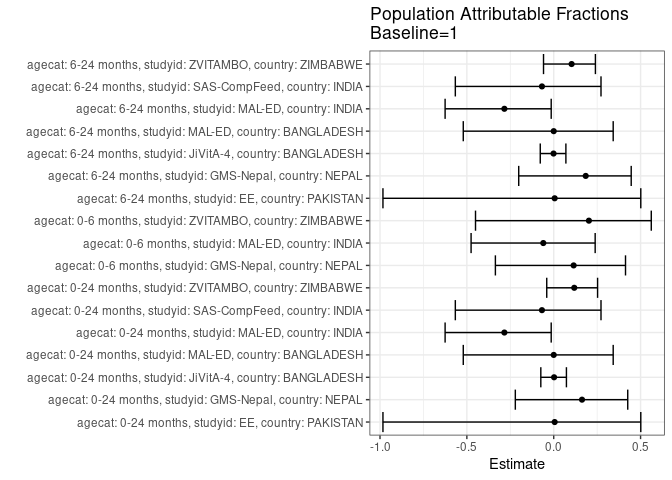 Population Attributable Fractions
Baseline=1
agecat: 6-24 months, studyid: ZVITAMBO, country: ZIMBABWE
agecat: 6-24 months, studyid: SAS-CompFeed, country: INDIA
agecat: 6-24 months, studyid: MAL-ED, country: INDIA
agecat: 6-24 months, studyid: MAL-ED, country: BANGLADESH
agecat: 6-24 months, studyid: JiVitA-4, country: BANGLADESH
agecat: 6-24 months, studyid: GMS-Nepal, country: NEPAL
agecat: 6-24 months, studyid: EE, country: PAKISTAN
agecat: 0-6 months, studyid: ZVITAMBO, country: ZIMBABWE
agecat: 0-6 months, studyid: MAL-ED, country: INDIA
agecat: 0-6 months, studyid: GMS-Nepal, country: NEPAL
agecat: 0-24 months, studyid: ZVITAMBO, country: ZIMBABWE
agecat: 0-24 months, studyid: SAS-CompFeed, country: INDIA
agecat: 0-24 months, studyid: MAL-ED, country: INDIA
agecat: 0-24 months, studyid: MAL-ED, country: BANGLADESH
agecat: 0-24 months, studyid: JiVitA-4, country: BANGLADESH
agecat: 0-24 months, studyid: GMS-Nepal, country: NEPAL
agecat: 0-24 months, studyid: EE, country: PAKISTAN
-1.0 -0.5 0.0 0.5
Estimate